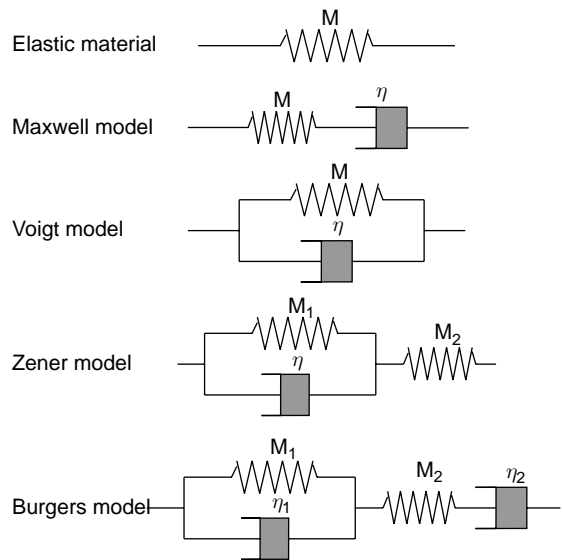 M
Elastic material
η
M
Maxwell model
M
η
Voigt model
M₁
M₂
η
Zener model
M₁
M₂
η₂
η₁
Burgers model